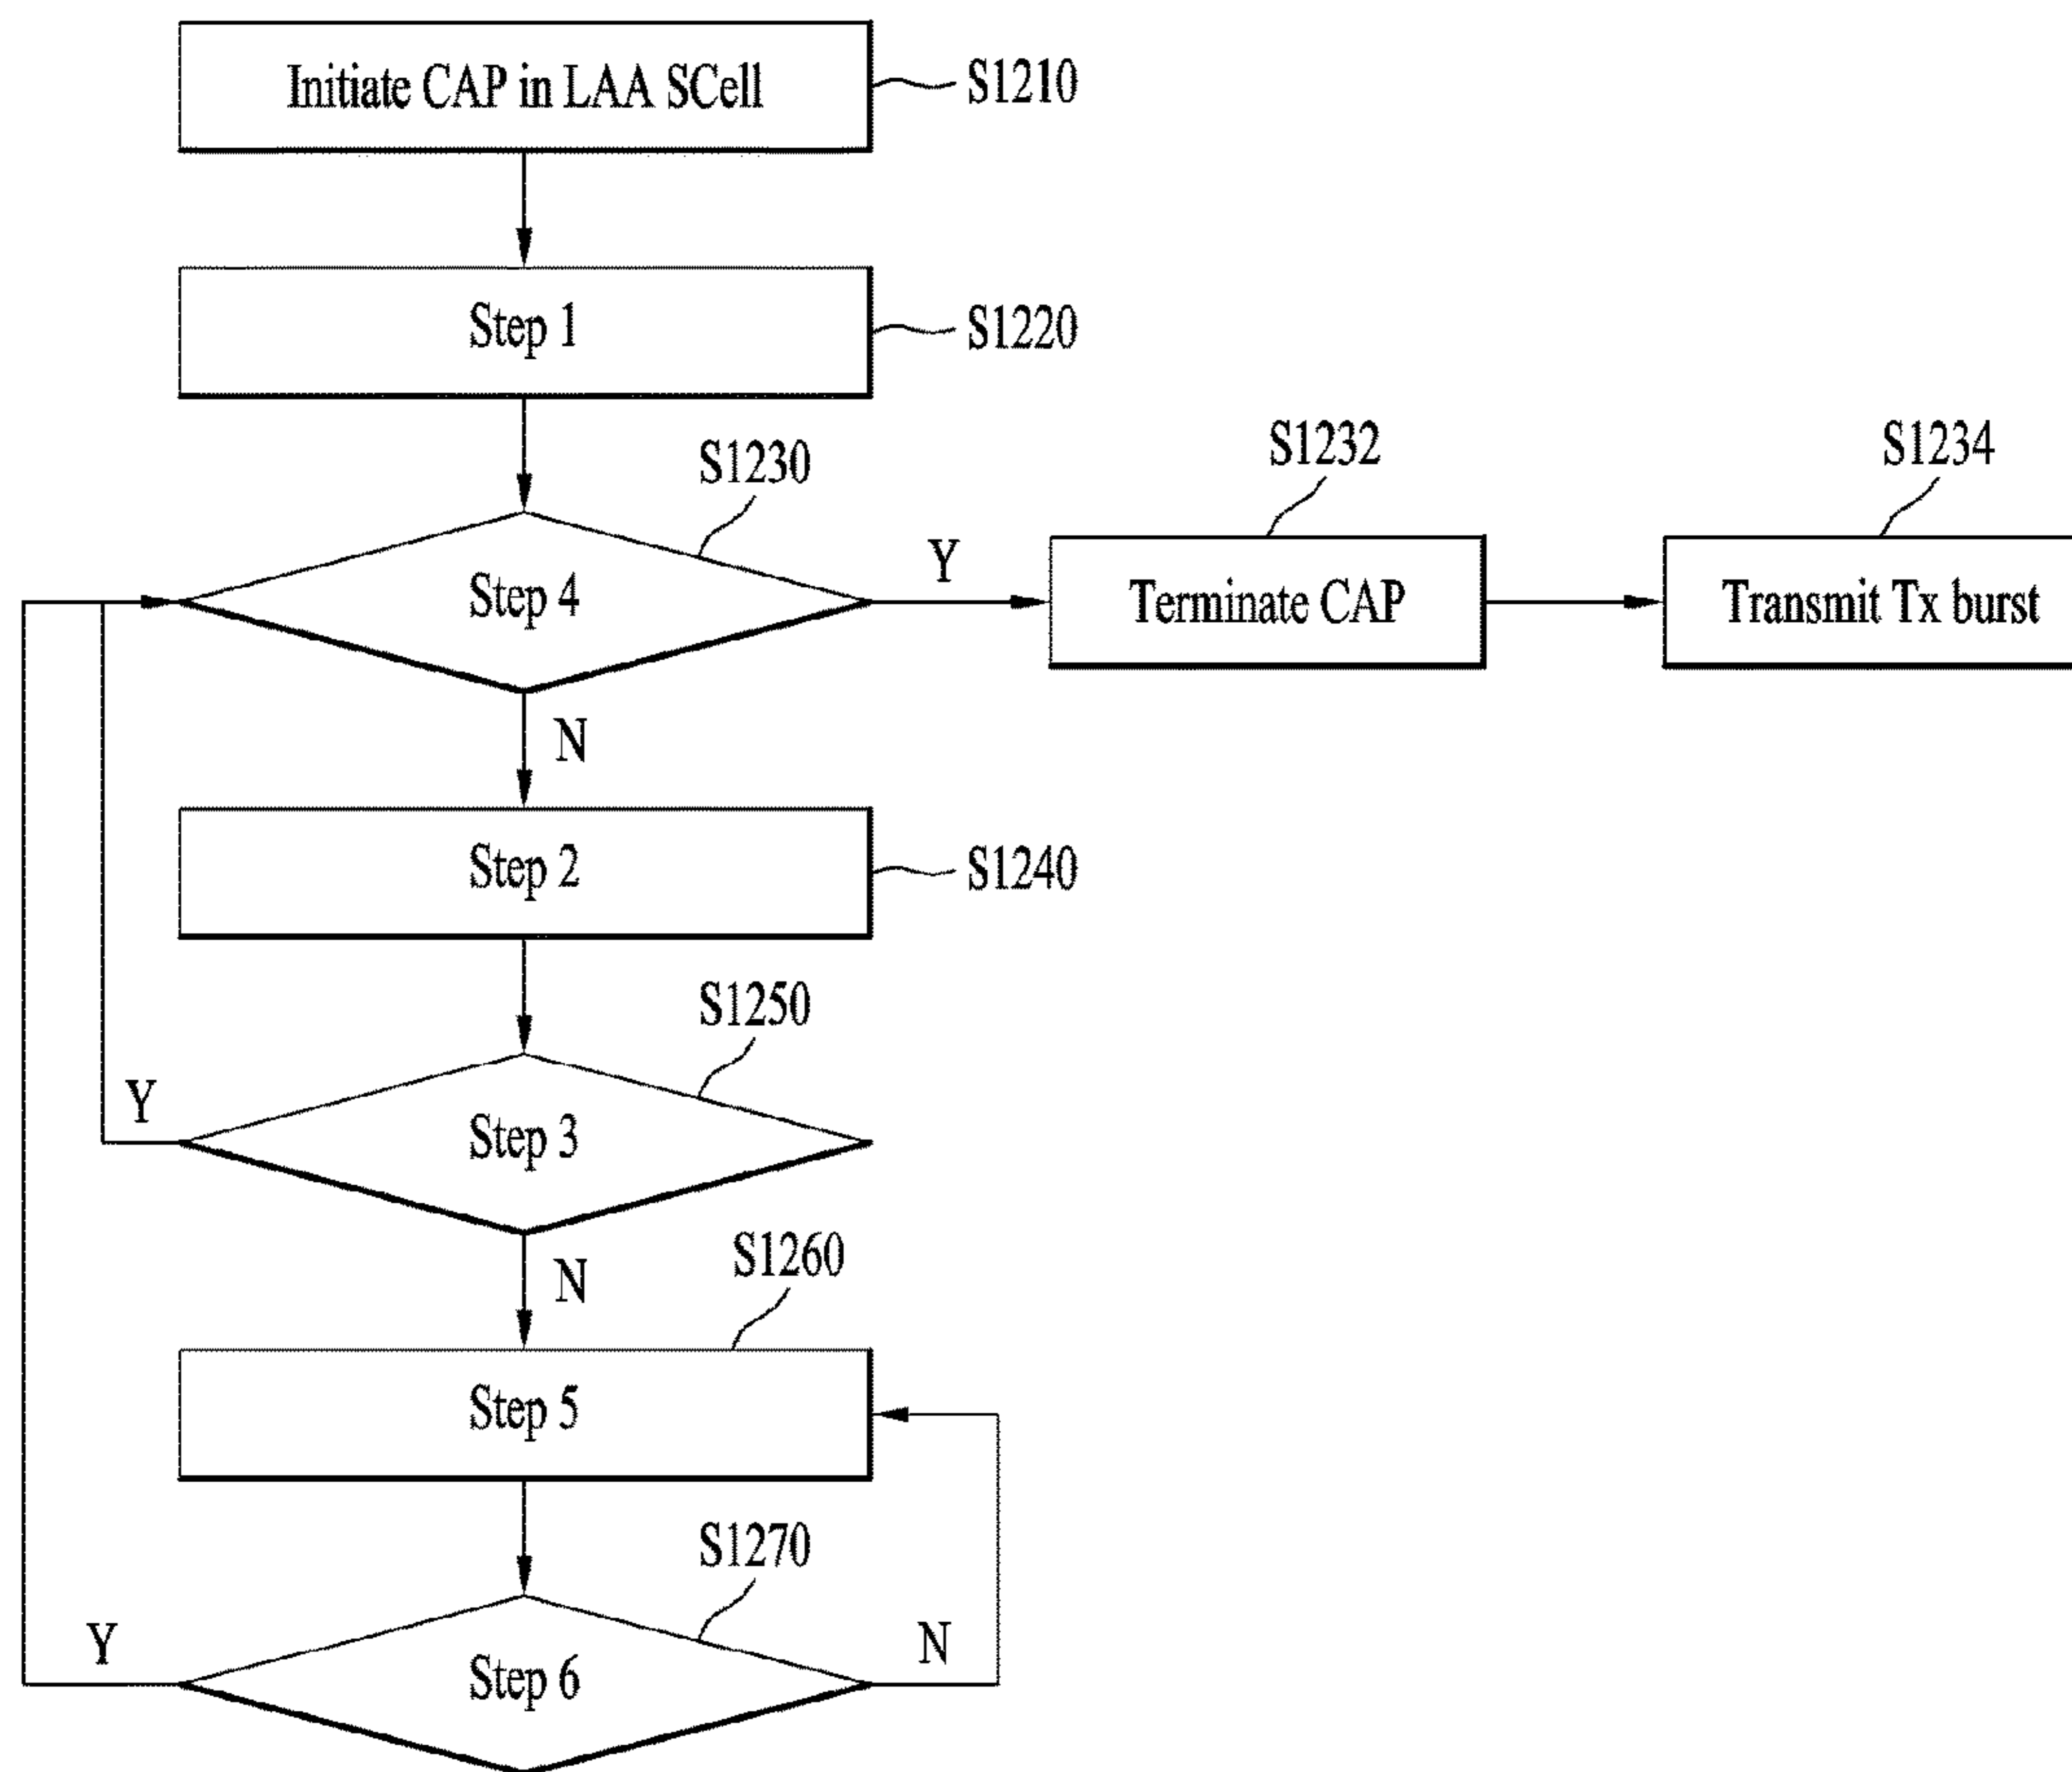 Initiate CAP in LAA SCell
S1210
Step 1
S1220
S1230
Step 4
Y
S1232
Terminate CAP
S1234
Transmit Tx burst
N
Step 2
S1240
S1250
Step 3
Y
N
S1260
Step 5
S1270
Step 6
Y
N